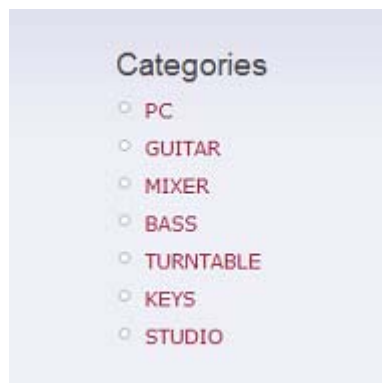 Categories
PC
GUITAR
MIXER
BASS
TURNTABLE
KEYS
STUDIO